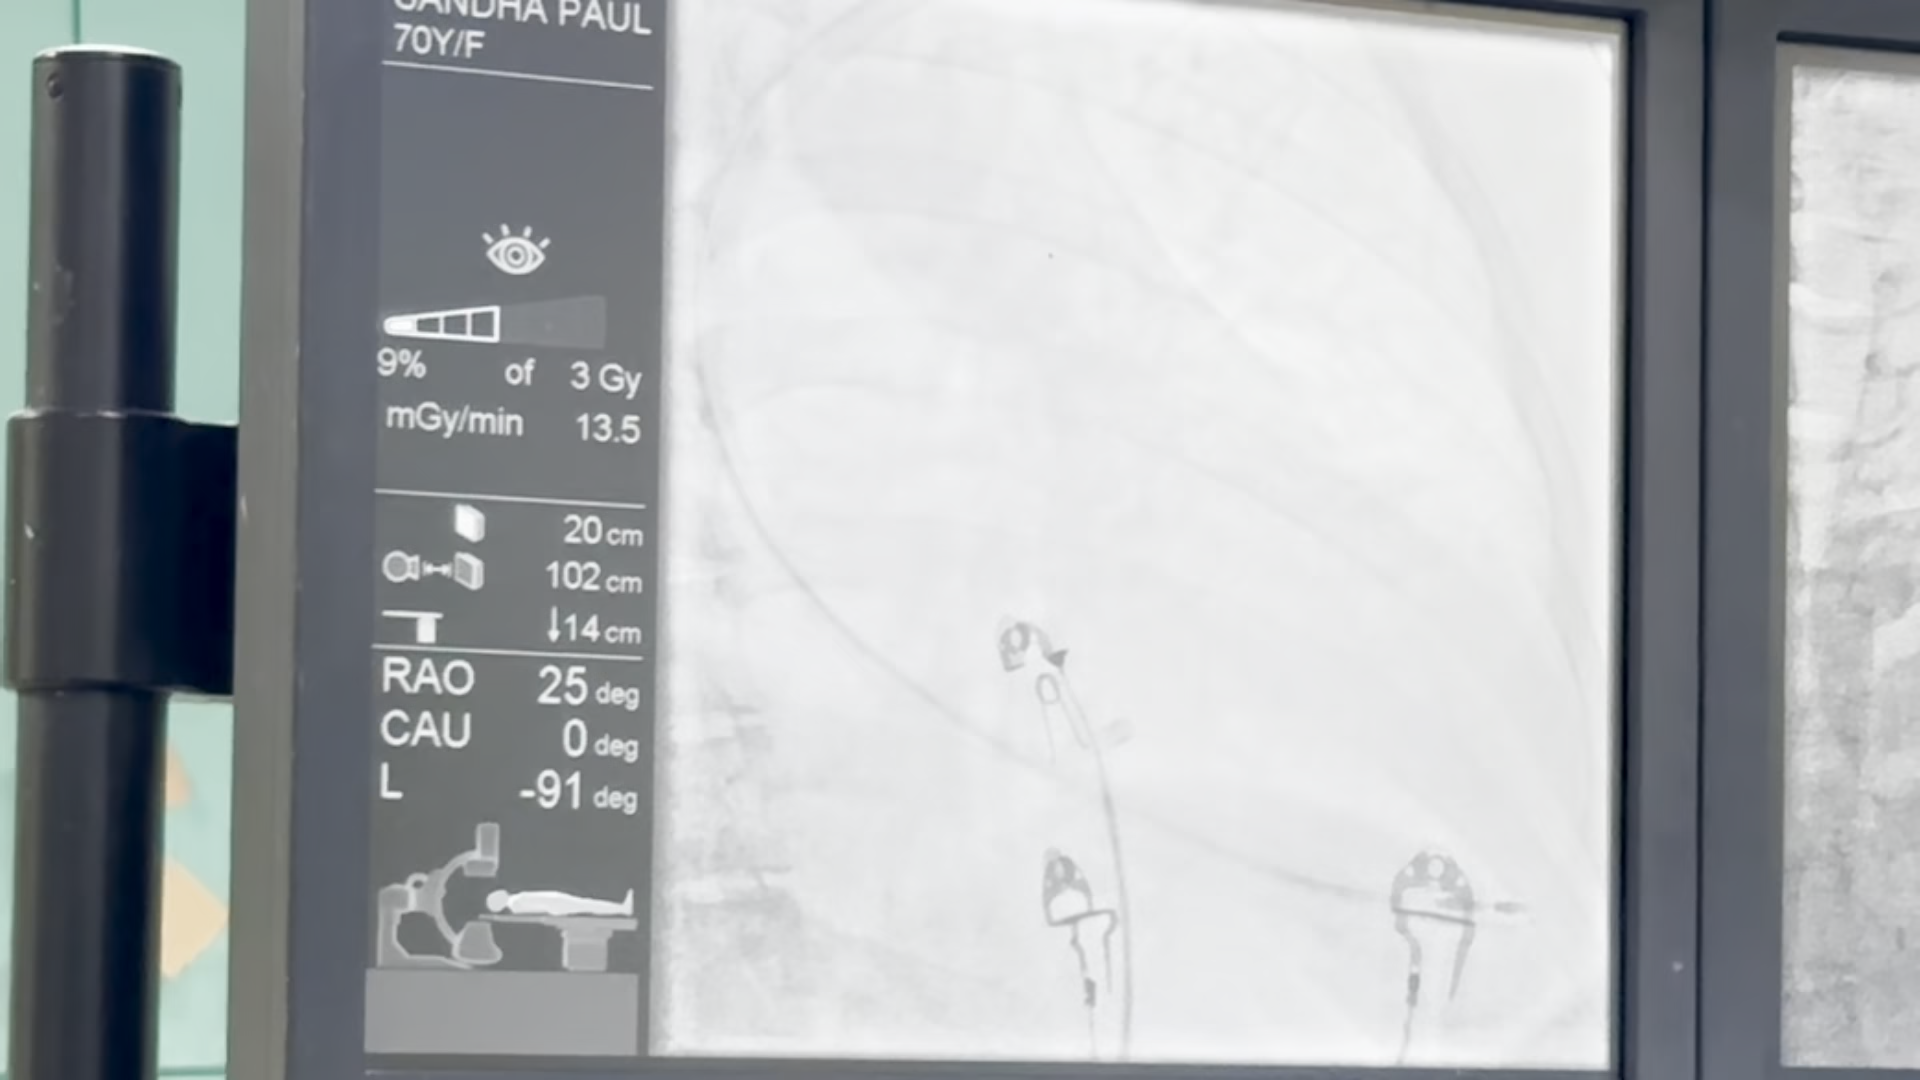 PAUL
70Y/F
9% of 3 Gy
mGy/min 13.5
20 cm
102 cm
↓14 cm
RAO 25 deg
CAU 0 deg
L -91 deg